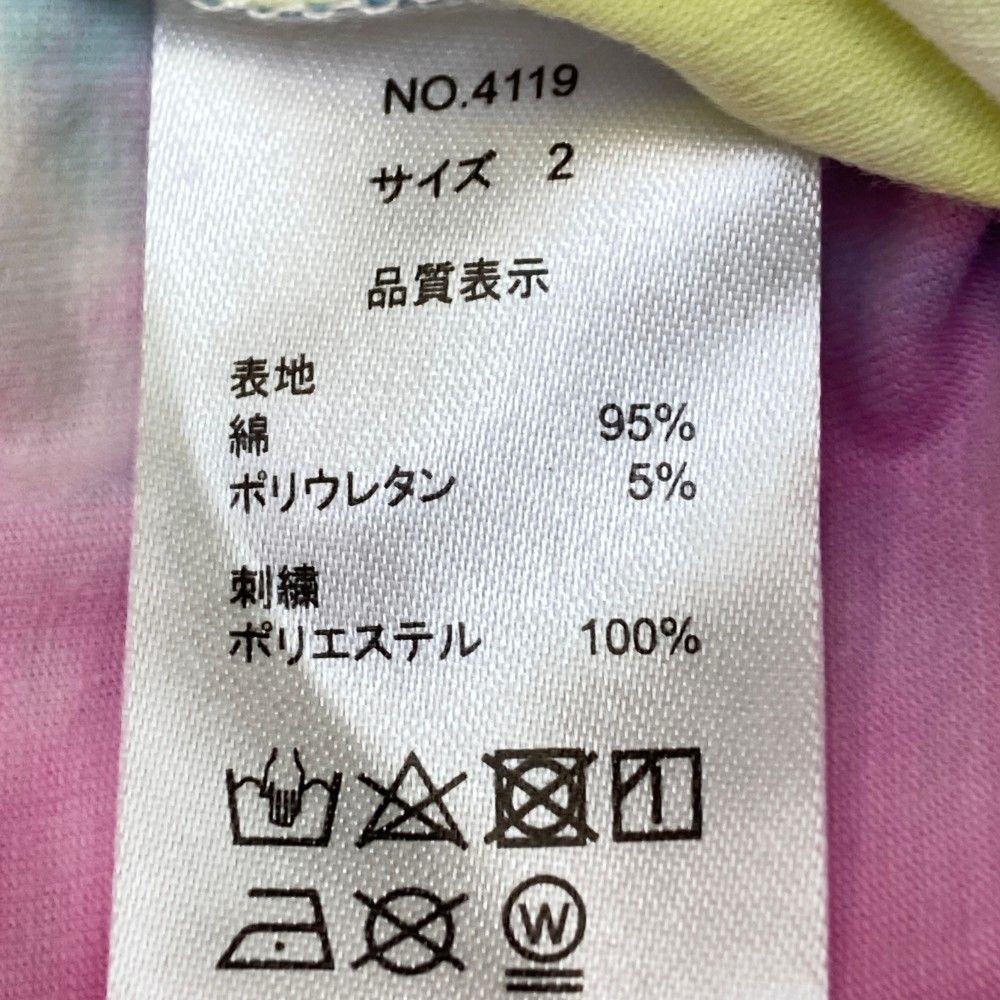 NO.4119
サイズ 2
品質表示
表地
綿 95%
ポリウレタン 5%
刺繍
ポリエステル 100%
W